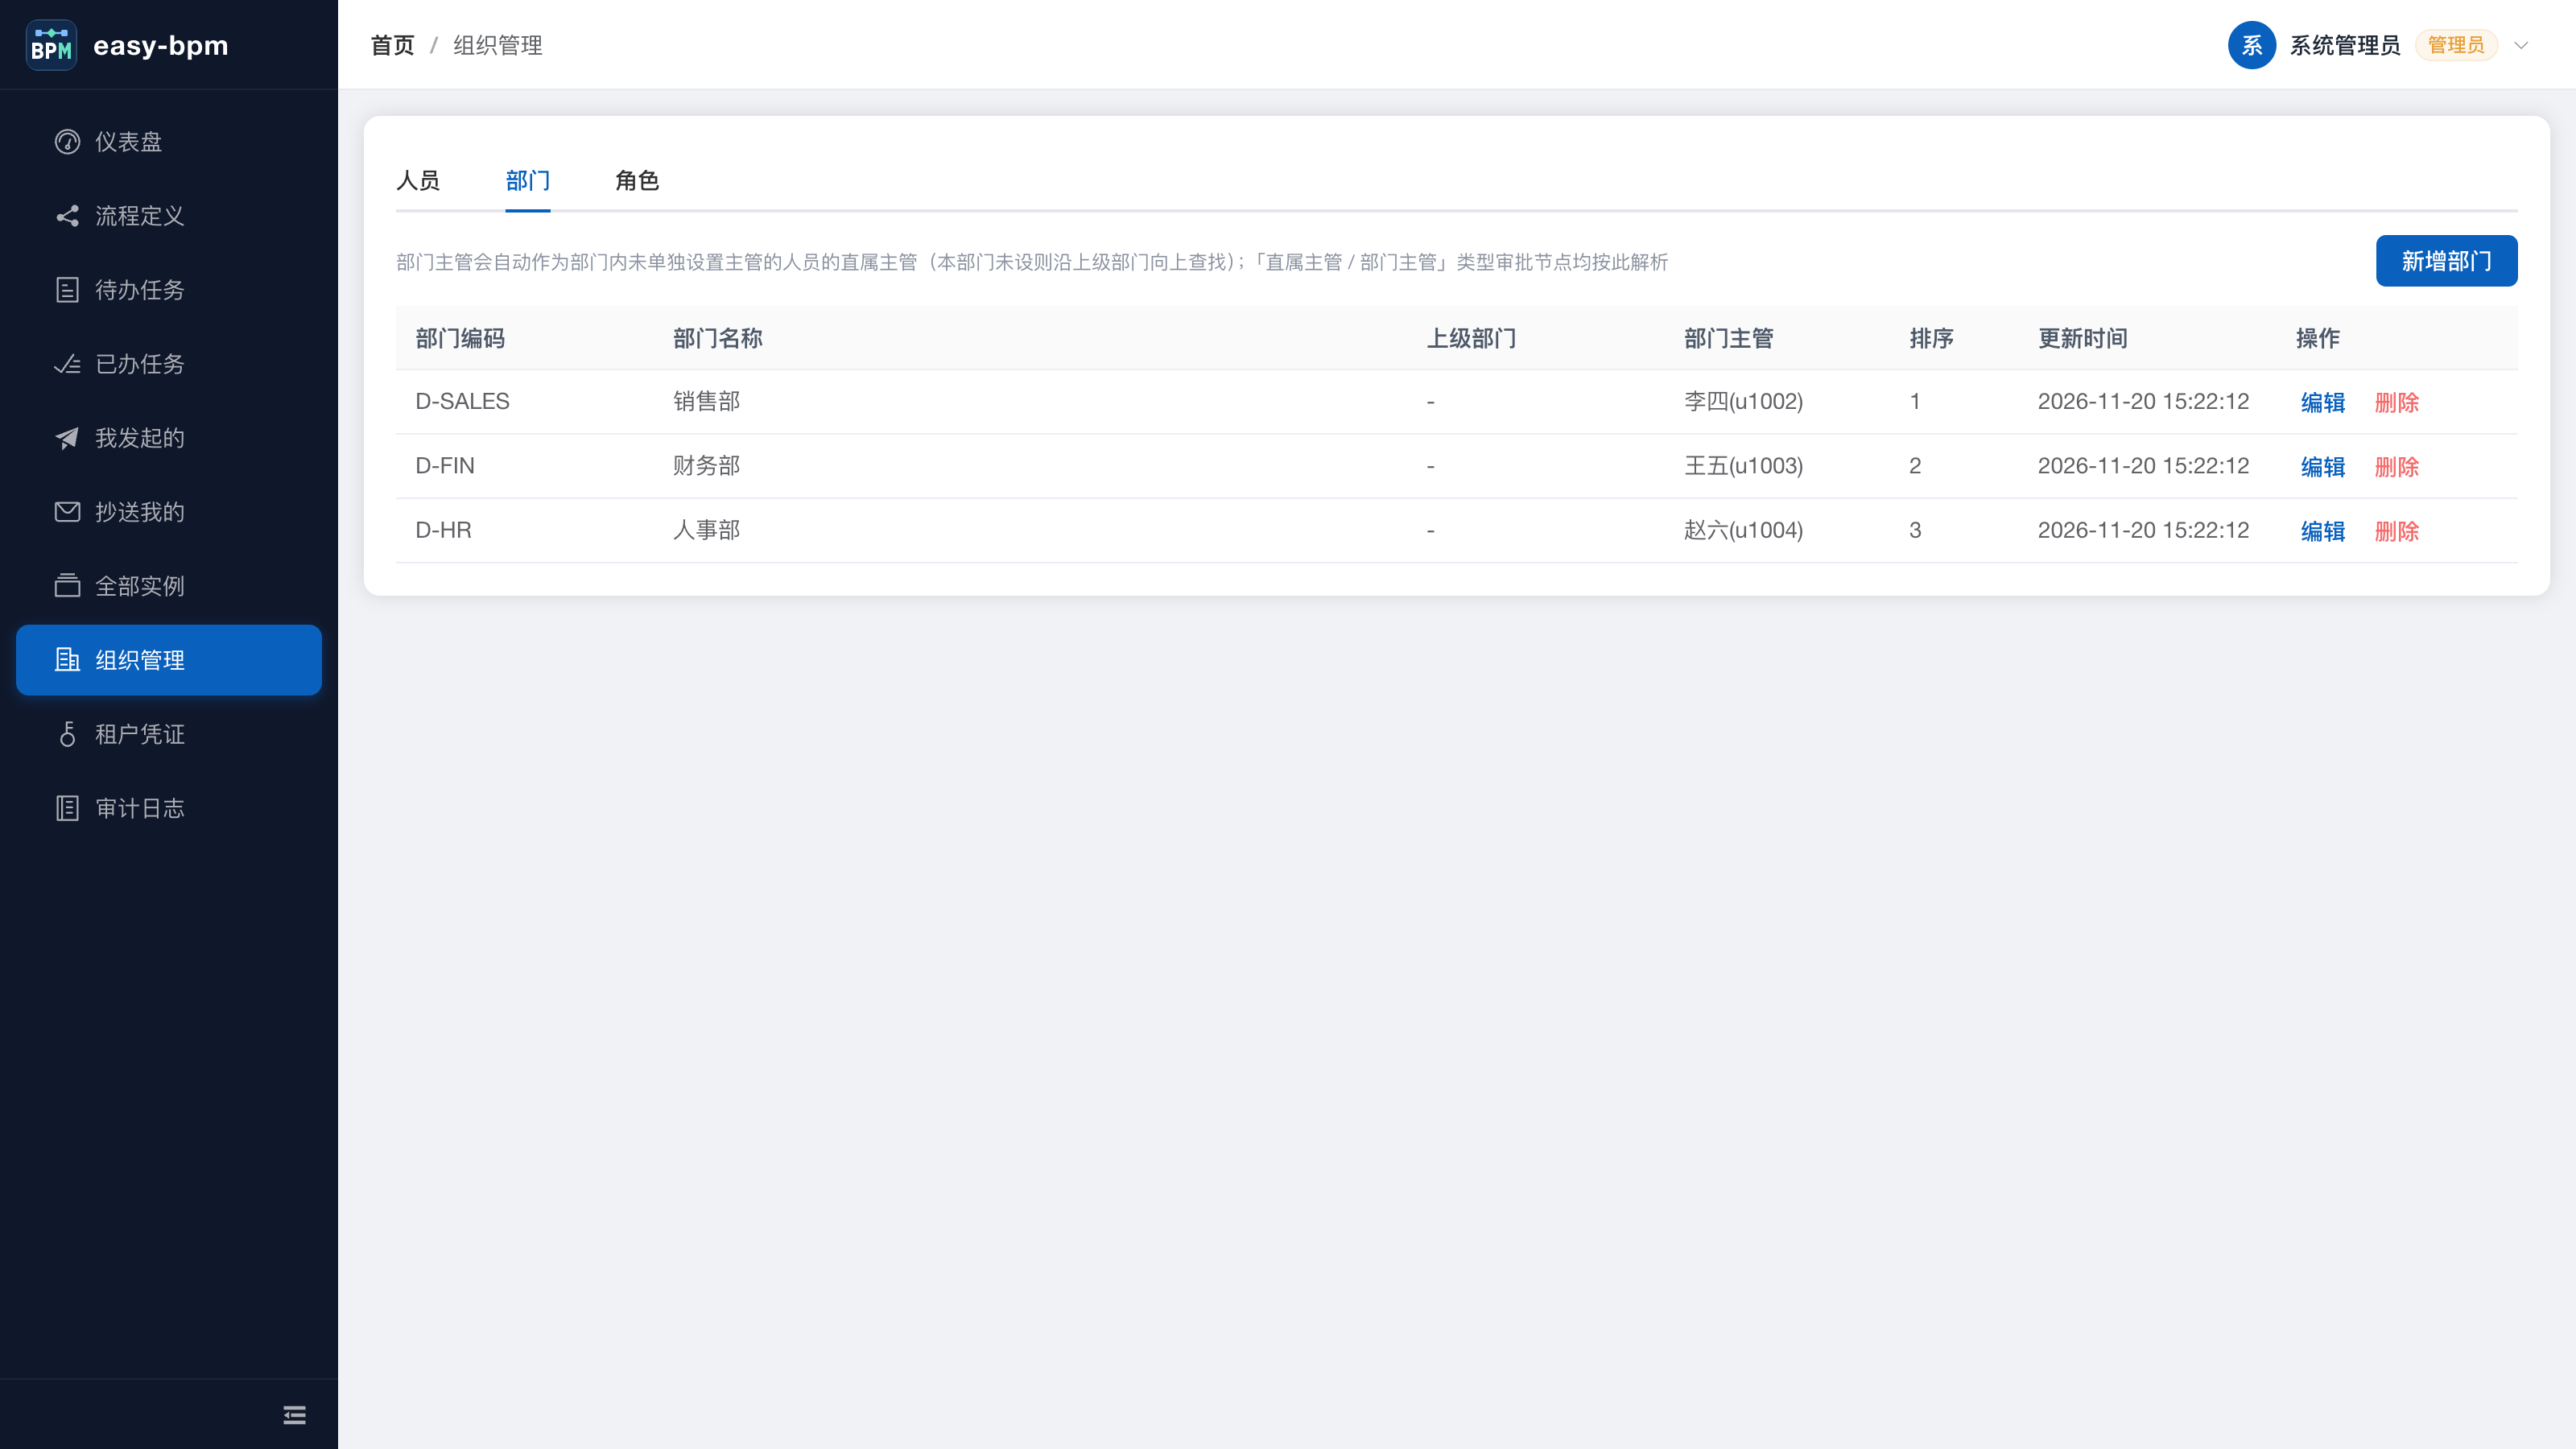 BPM easy-bpm
首页 / 组织管理
系 系统管理员 管理员
仪表盘
流程定义
待办任务
已办任务
我发起的
抄送我的
全部实例
组织管理
租户凭证
审计日志
人员 部门 角色
部门主管会自动作为部门内未单独设置主管的人员的直属主管（本部门未设则沿上级部门向上查找）；「直属主管 / 部门主管」类型审批节点均按此解析
新增部门
部门编码 部门名称 上级部门 部门主管 排序 更新时间 操作
D-SALES 销售部 - 李四(u1002) 1 2026-11-20 15:22:12 编辑 删除
D-FIN 财务部 - 王五(u1003) 2 2026-11-20 15:22:12 编辑 删除
D-HR 人事部 - 赵六(u1004) 3 2026-11-20 15:22:12 编辑 删除